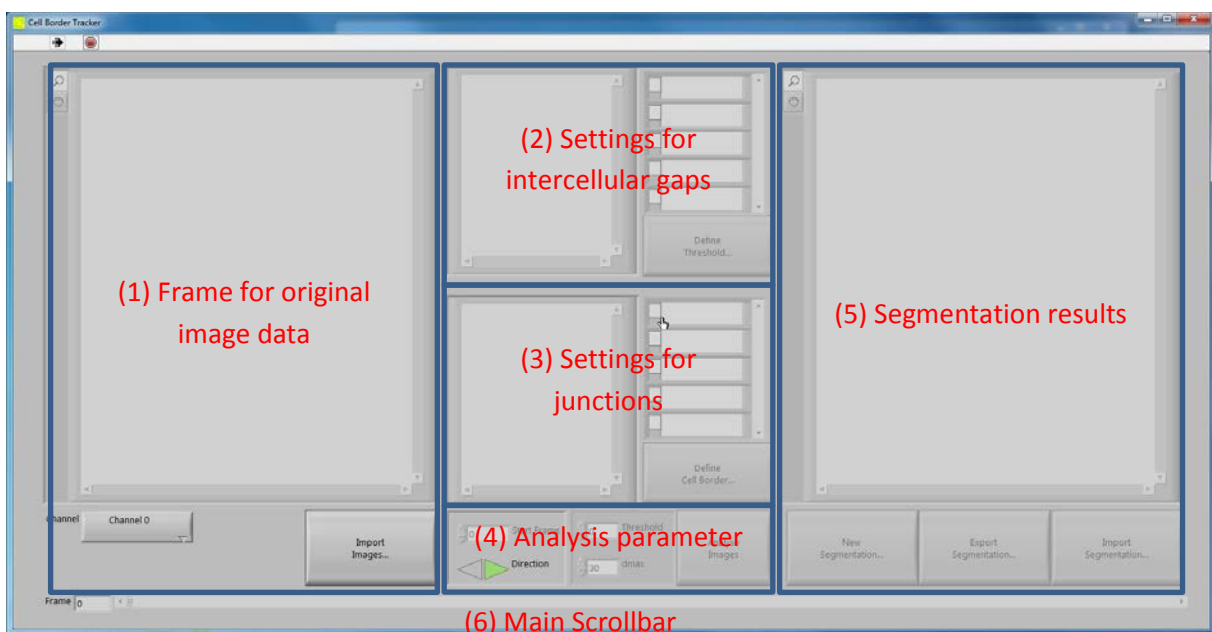 Cell Border Tracker
(1) Frame for original
image data
Channel
Channel 0
Import
Images...
(2) Settings for
intercellular gaps
Define
Threshold...
(3) Settings for
junctions
Define
Cell Border...
(4) Analysis parameter
0
Start Frame
Threshold
Direction
20
dmax
Images
(5) Segmentation results
New
Segmentation...
Export
Segmentation...
Import
Segmentation...
Frame
0
(6) Main Scrollbar